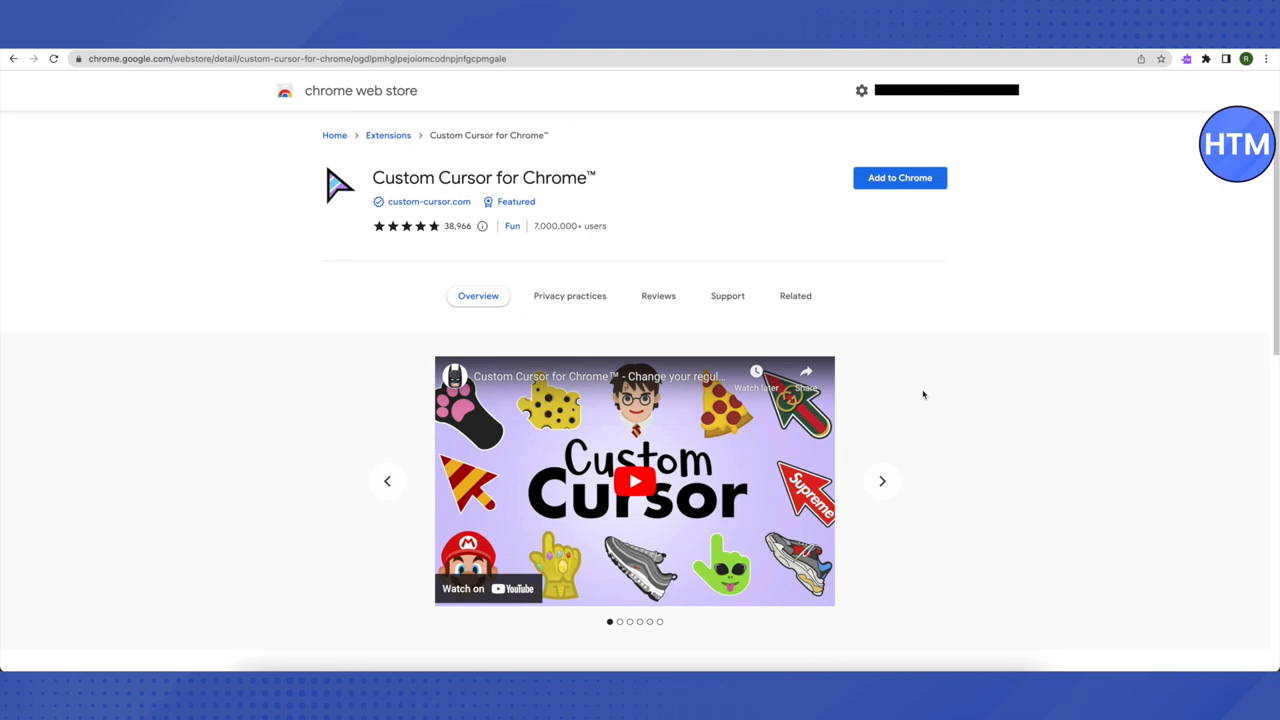 chrome.google.com/webstore/detail/custom-cursor-for-chrome/ogdlpmhglpejoiomcodnpjnfgcpmgale
R
chrome web store
HTM
Home > Extensions > Custom Cursor for Chrome™
Custom Cursor for Chrome™
Add to Chrome
custom-cursor.com Featured
38,966 Fun 7,000,000+ users
Overview Privacy practices Reviews Support Related
Custom Cursor for Chrome™ - Change your regul...
Watch later Share
Custom
Cursor
Supreme
M
Watch on YouTube